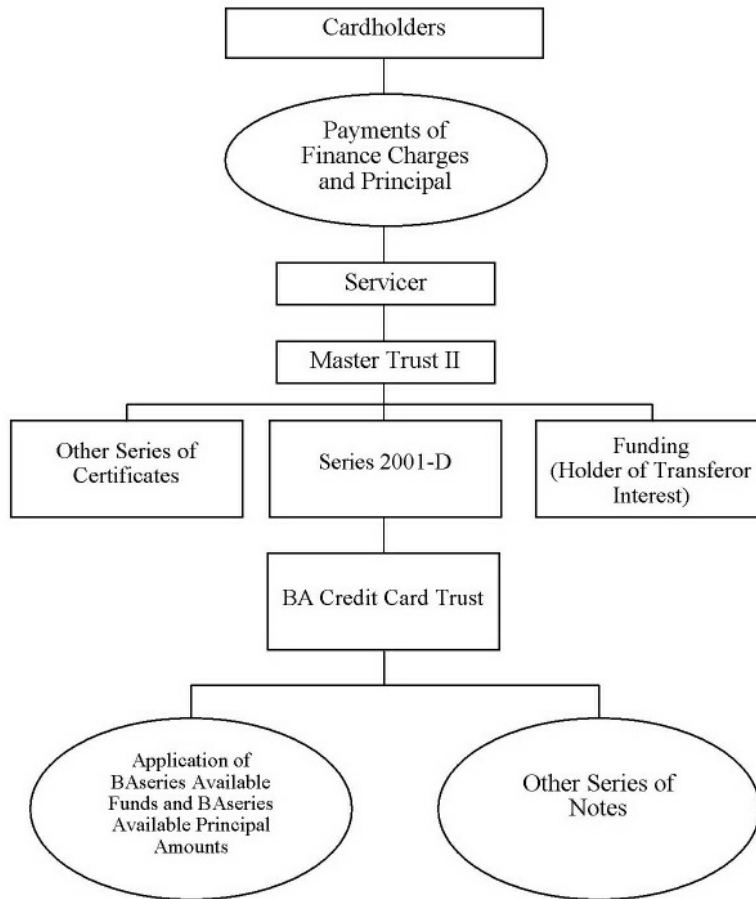 Cardholders
Payments of
Finance Charges
and Principal
Servicer
Master Trust II
Other Series of
Certificates
Series 2001-D
Funding
(Holder of Transferor
Interest)
BA Credit Card Trust
Application of
BAseries Available
Funds and BAseries
Available Principal
Amounts
Other Series of
Notes